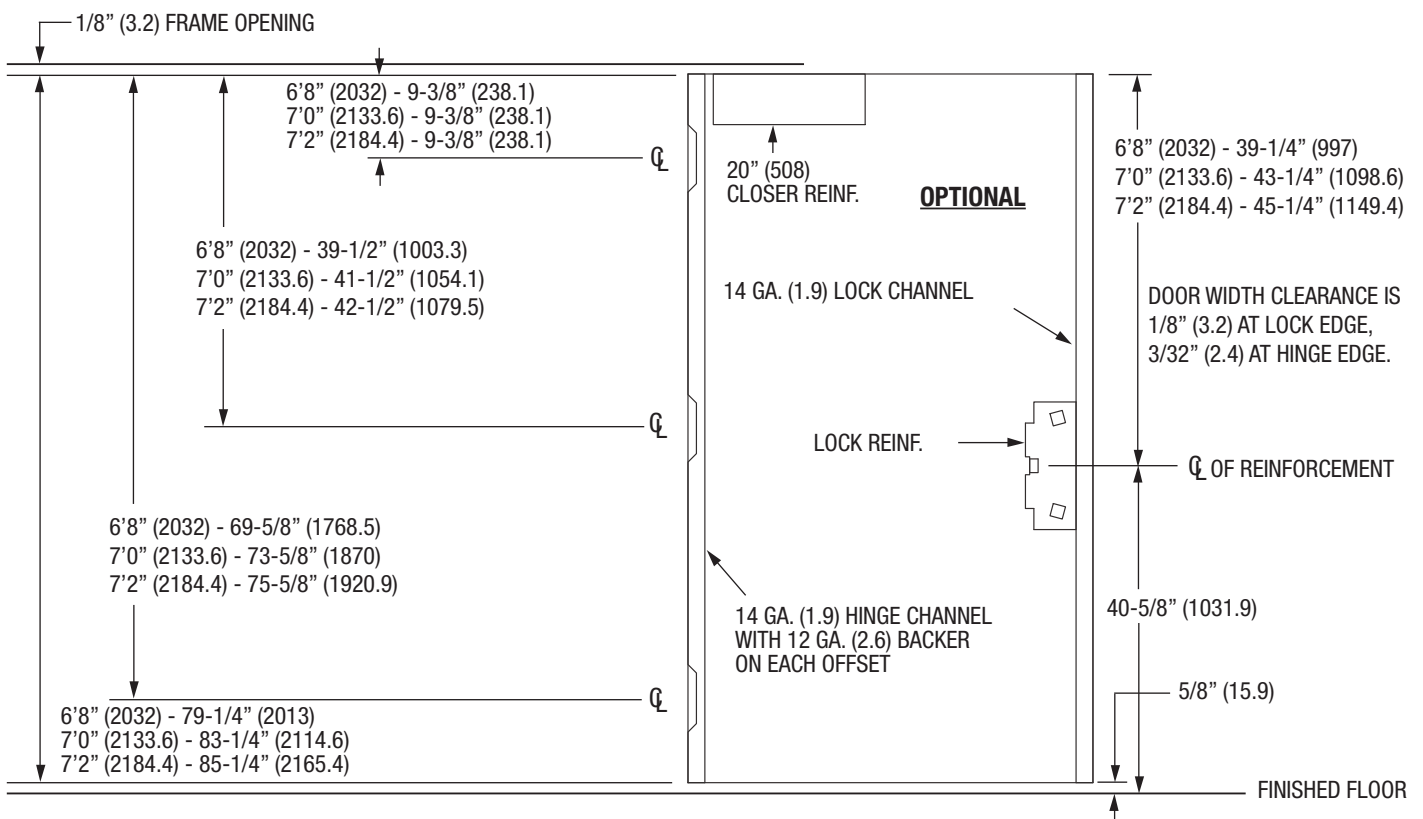 1/8” (3.2) FRAME OPENING
6’8” (2032) - 9-3/8” (238.1)
7’0” (2133.6) - 9-3/8” (238.1)
7’2” (2184.4) - 9-3/8” (238.1)
℄
20” (508)
CLOSER REINF.
OPTIONAL
6’8” (2032) - 39-1/4” (997)
7’0” (2133.6) - 43-1/4” (1098.6)
7’2” (2184.4) - 45-1/4” (1149.4)
6’8” (2032) - 39-1/2” (1003.3)
7’0” (2133.6) - 41-1/2” (1054.1)
7’2” (2184.4) - 42-1/2” (1079.5)
14 GA. (1.9) LOCK CHANNEL
DOOR WIDTH CLEARANCE IS
1/8” (3.2) AT LOCK EDGE,
3/32” (2.4) AT HINGE EDGE.
℄
LOCK REINF.
℄ OF REINFORCEMENT
6’8” (2032) - 69-5/8” (1768.5)
7’0” (2133.6) - 73-5/8” (1870)
7’2” (2184.4) - 75-5/8” (1920.9)
14 GA. (1.9) HINGE CHANNEL
WITH 12 GA. (2.6) BACKER
ON EACH OFFSET
40-5/8” (1031.9)
℄
5/8” (15.9)
6’8” (2032) - 79-1/4” (2013)
7’0” (2133.6) - 83-1/4” (2114.6)
7’2” (2184.4) - 85-1/4” (2165.4)
FINISHED FLOOR